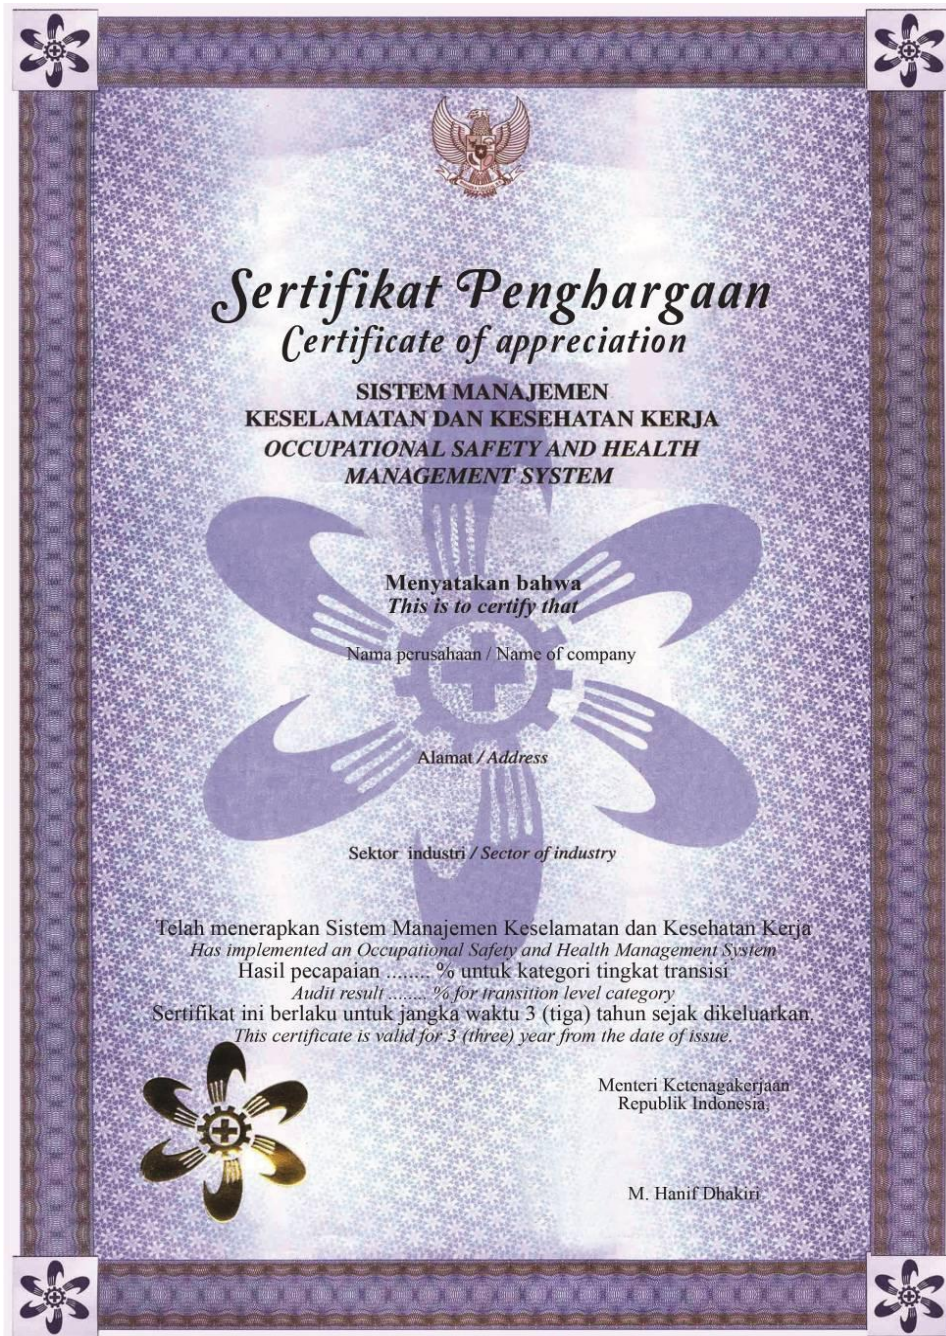 Sertifikat Penghargaan
Certificate of appreciation
SISTEM MANAJEMEN
KESELAMATAN DAN KESEHATAN KERJA
OCCUPATIONAL SAFETY AND HEALTH
MANAGEMENT SYSTEM
Menyatakan bahwa
This is to certify that
Nama perusahaan / Name of company
Alamat / Address
Sektor industri / Sector of industry
Telah menerapkan Sistem Manajemen Keselamatan dan Kesehatan Kerja
Has implemented an Occupational Safety and Health Management System
Hasil pecapaian ........ % untuk kategori tingkat transisi
Audit result ........ % for transition level category
Sertifikat ini berlaku untuk jangka waktu 3 (tiga) tahun sejak dikeluarkan.
This certificate is valid for 3 (three) year from the date of issue.
Menteri Ketenagakerjaan
Republik Indonesia,
M. Hanif Dhakiri